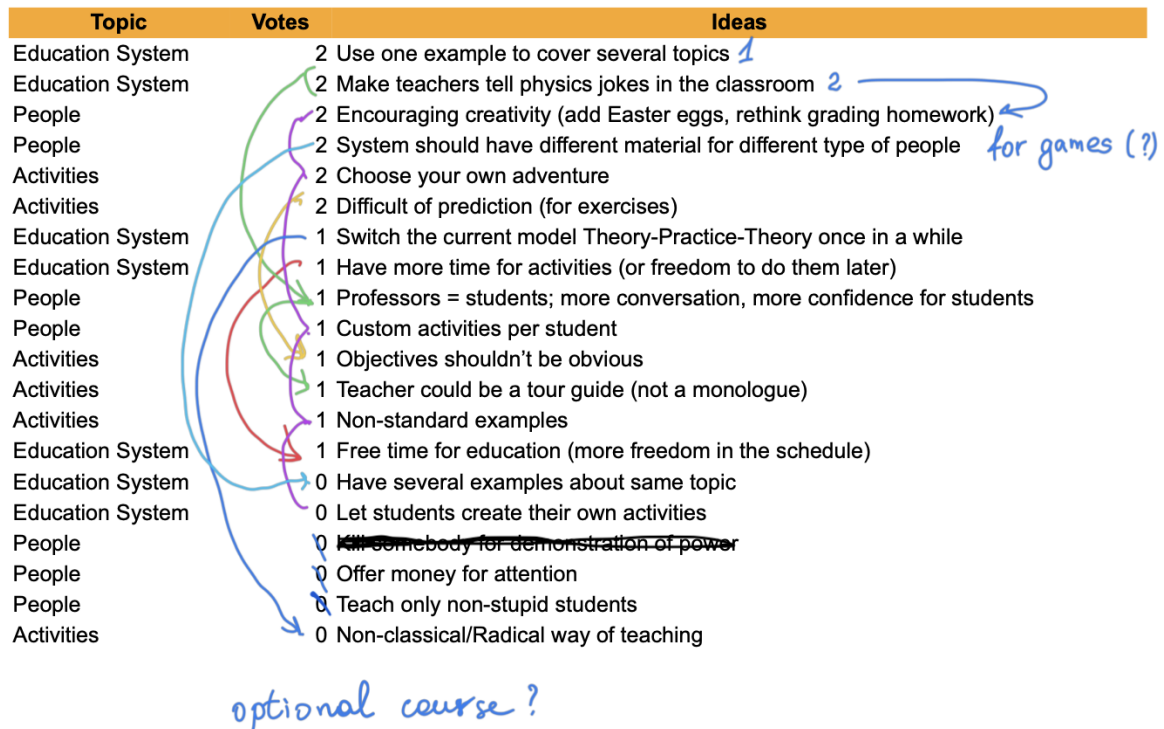 Topic Votes Ideas
Education System 2 Use one example to cover several topics 1
Education System 2 Make teachers tell physics jokes in the classroom 2
People 2 Encouraging creativity (add Easter eggs, rethink grading homework)
People 2 System should have different material for different type of people for games (?)
Activities 2 Choose your own adventure
Activities 2 Difficult of prediction (for exercises)
Education System 1 Switch the current model Theory-Practice-Theory once in a while
Education System 1 Have more time for activities (or freedom to do them later)
People 1 Professors = students; more conversation, more confidence for students
People 1 Custom activities per student
Activities 1 Objectives shouldn’t be obvious
Activities 1 Teacher could be a tour guide (not a monologue)
Activities 1 Non-standard examples
Education System 1 Free time for education (more freedom in the schedule)
Education System 0 Have several examples about same topic
Education System 0 Let students create their own activities
People 0 Kill somebody for demonstration of power
People 0 Offer money for attention
People 0 Teach only non-stupid students
Activities 0 Non-classical/Radical way of teaching
optional course ?